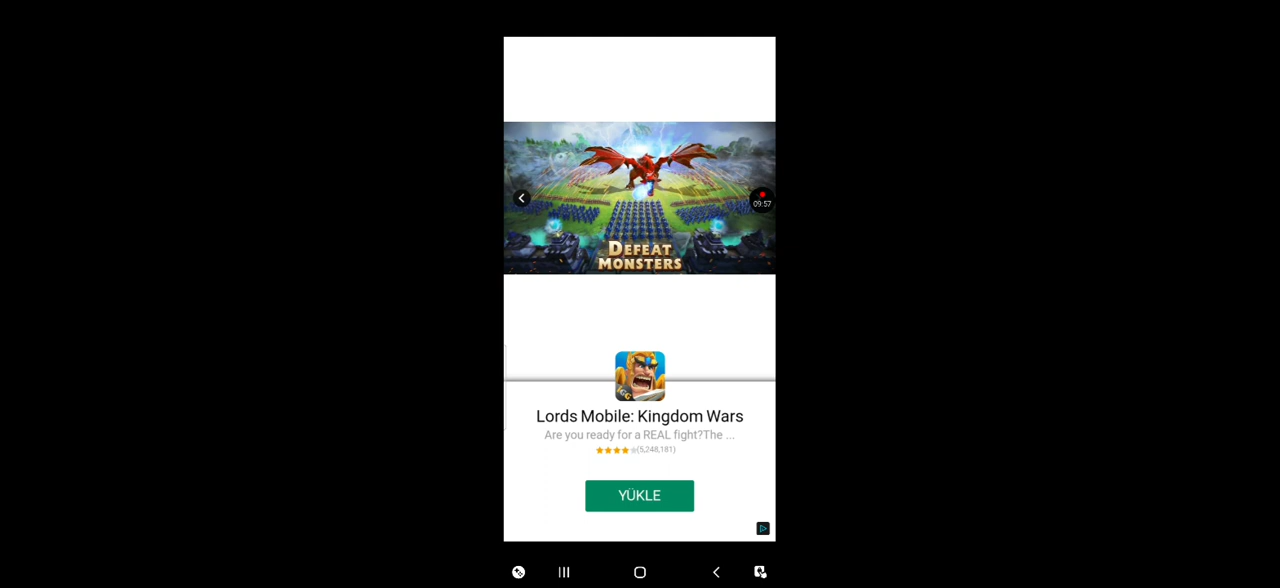 09:57
DEFEAT
MONSTERS
IGG
Lords Mobile: Kingdom Wars
Are you ready for a REAL fight?The ...
(5,248,181)
YÜKLE